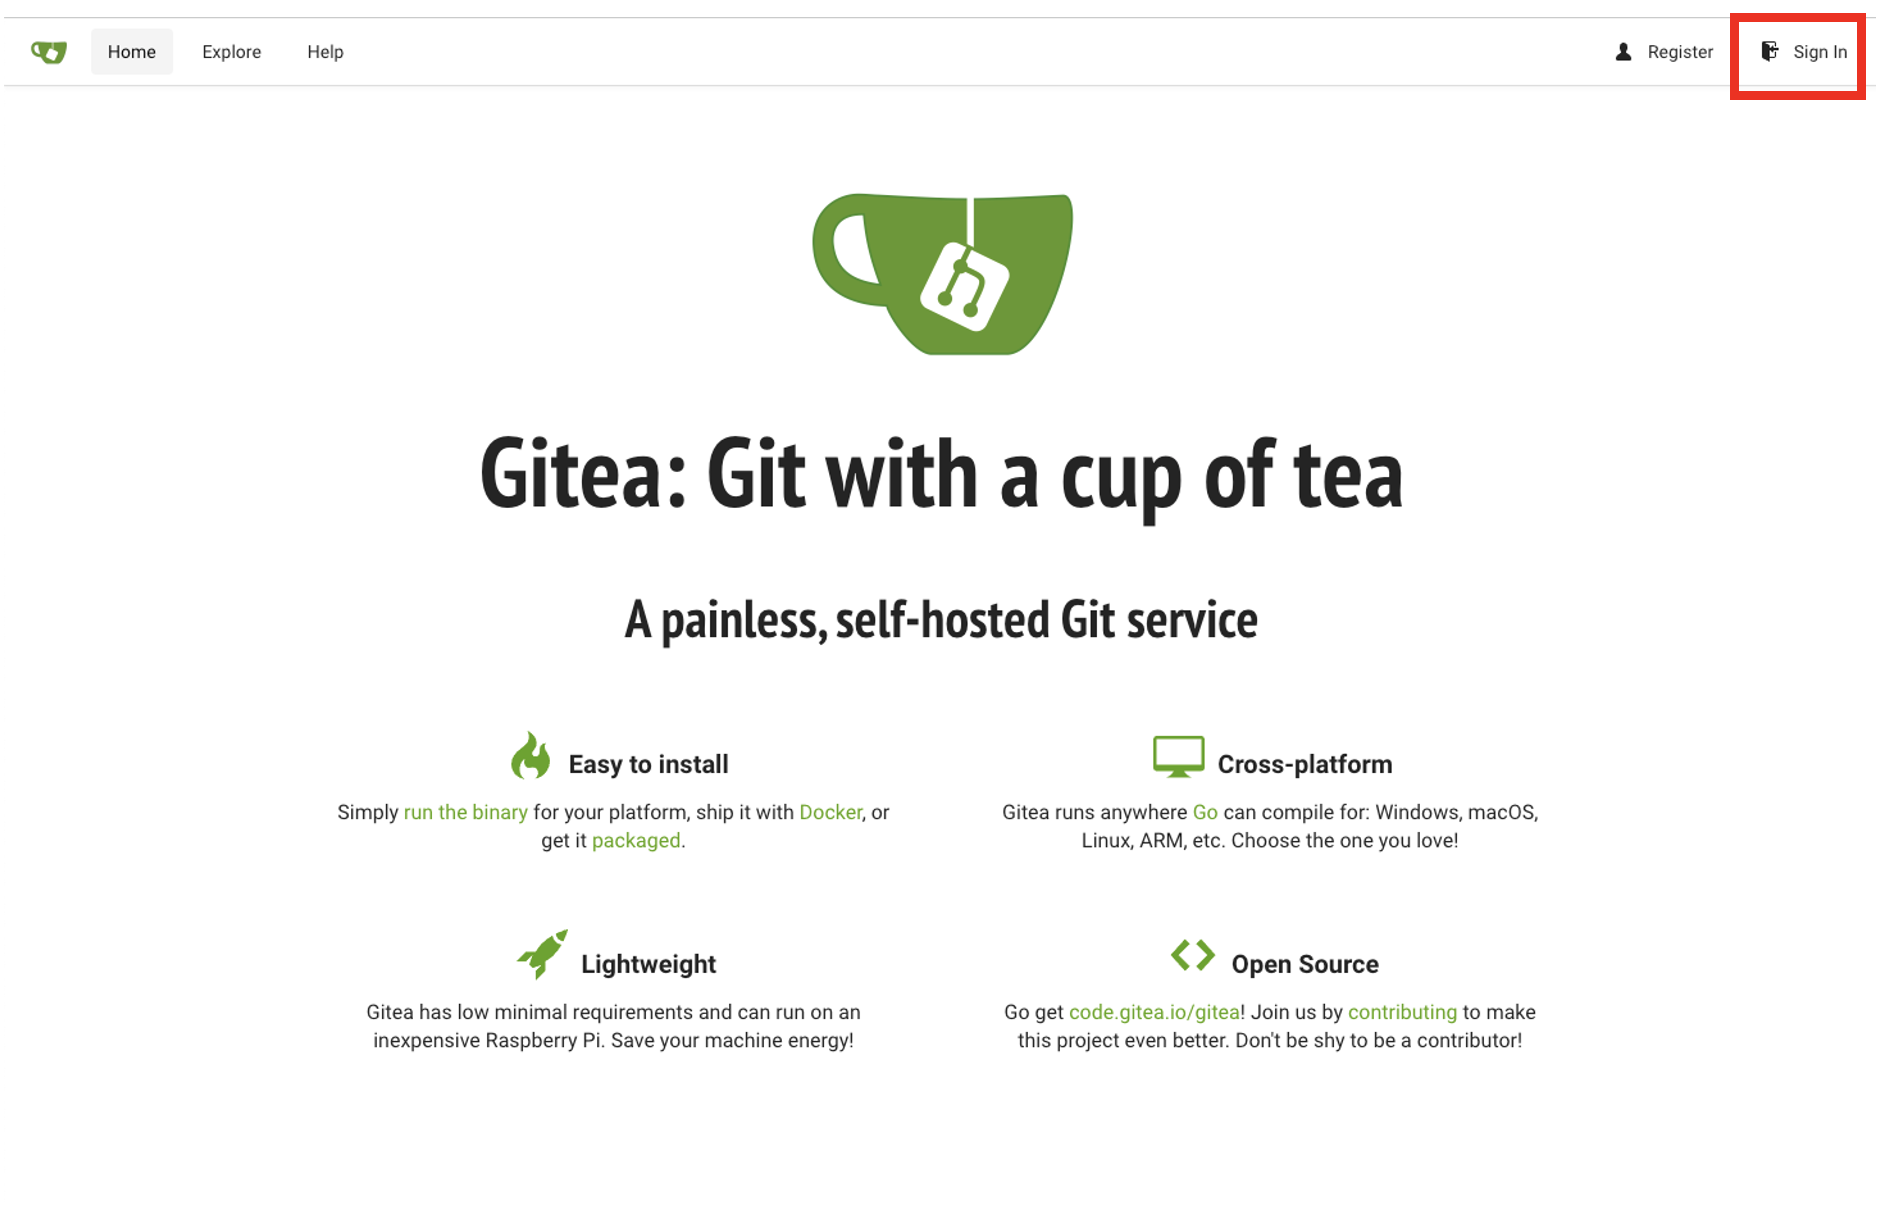 Home Explore Help Register Sign In
Gitea: Git with a cup of tea
A painless, self-hosted Git service
Easy to install
Simply run the binary for your platform, ship it with Docker, or
get it packaged.
Cross-platform
Gitea runs anywhere Go can compile for: Windows, macOS,
Linux, ARM, etc. Choose the one you love!
Lightweight
Gitea has low minimal requirements and can run on an
inexpensive Raspberry Pi. Save your machine energy!
Open Source
Go get code.gitea.io/gitea! Join us by contributing to make
this project even better. Don't be shy to be a contributor!